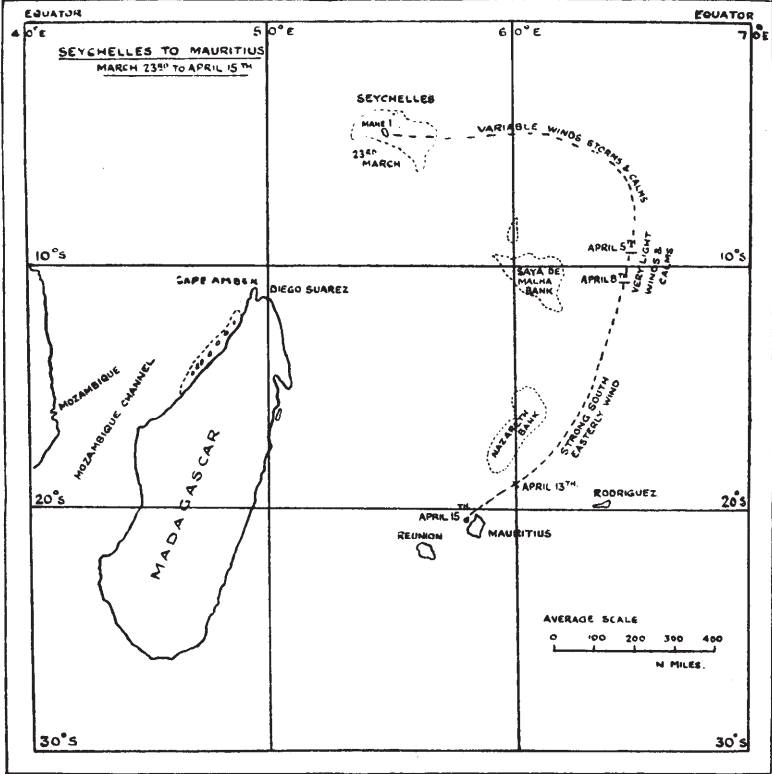 EQUATOR
EQUATOR
40°E
50°E
60°E
70°E
SEYCHELLES TO MAURITIUS
MARCH 23RD TO APRIL 15TH
SEYCHELLES
MAHE I
23RD
MARCH
VARIABLE WINDS STORMS & CALMS
APRIL 5TH
10°S
10°S
SAYA DE
MALHA
BANK
APRIL 8TH
VERY LIGHT
WINDS &
CALMS
CAPE AMBER
DIEGO SUAREZ
MOZAMBIQUE
MOZAMBIQUE CHANNEL
MADAGASCAR
NAZARETH
BANK
STRONG SOUTH
EASTERLY WIND
APRIL 13TH.
RODRIGUEZ
20°S
20°S
APRIL 15TH
REUNION
MAURITIUS
AVERAGE SCALE
0 100 200 300 400
N MILES.
30°S
30°S